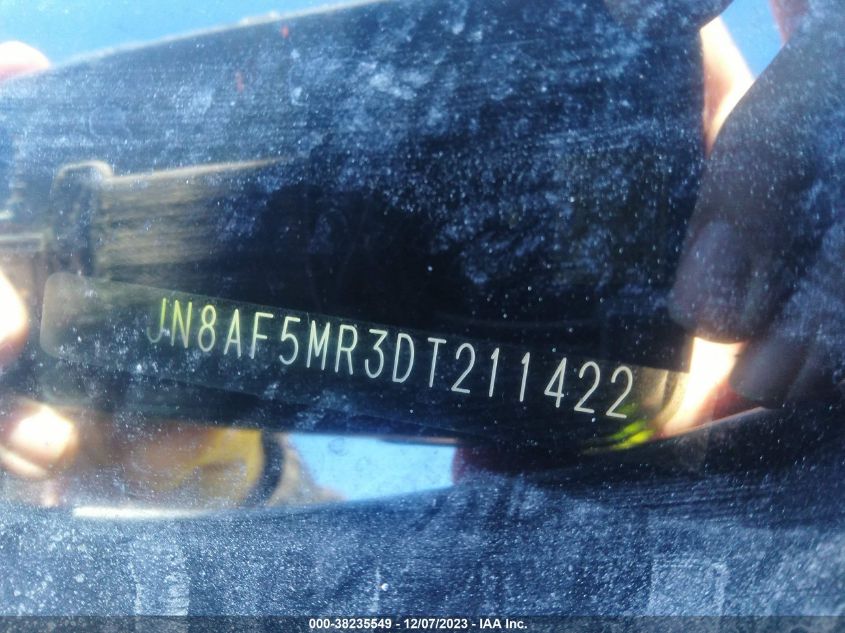 JN8AF5MR3DT211422
000-38235549 - 12/07/2023 - IAA Inc.